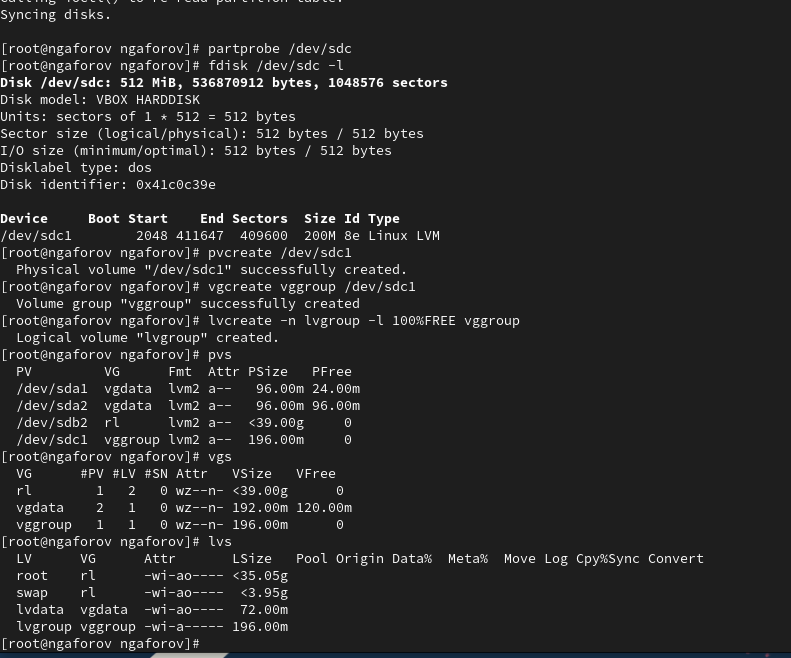 Syncing disks.
[root@ngaforov ngaforov]# partprobe /dev/sdc
[root@ngaforov ngaforov]# fdisk /dev/sdc -l
Disk /dev/sdc: 512 MiB, 536870912 bytes, 1048576 sectors
Disk model: VBOX HARDDISK
Units: sectors of 1 * 512 = 512 bytes
Sector size (logical/physical): 512 bytes / 512 bytes
I/O size (minimum/optimal): 512 bytes / 512 bytes
Disklabel type: dos
Disk identifier: 0x41c0c39e
Device     Boot Start    End Sectors  Size Id Type
/dev/sdc1        2048 411647  409600  200M 8e Linux LVM
[root@ngaforov ngaforov]# pvcreate /dev/sdc1
  Physical volume "/dev/sdc1" successfully created.
[root@ngaforov ngaforov]# vgcreate vggroup /dev/sdc1
  Volume group "vggroup" successfully created
[root@ngaforov ngaforov]# lvcreate -n lvgroup -l 100%FREE vggroup
  Logical volume "lvgroup" created.
[root@ngaforov ngaforov]# pvs
  PV         VG      Fmt  Attr PSize   PFree
  /dev/sda1  vgdata  lvm2 a--   96.00m 24.00m
  /dev/sda2  vgdata  lvm2 a--   96.00m 96.00m
  /dev/sdb2  rl      lvm2 a--  <39.00g     0
  /dev/sdc1  vggroup lvm2 a--  196.00m     0
[root@ngaforov ngaforov]# vgs
  VG      #PV #LV #SN Attr   VSize   VFree
  rl        1   2   0 wz--n- <39.00g      0
  vgdata    2   1   0 wz--n- 192.00m 120.00m
  vggroup   1   1   0 wz--n- 196.00m      0
[root@ngaforov ngaforov]# lvs
  LV      VG      Attr       LSize   Pool Origin Data%  Meta%  Move Log Cpy%Sync Convert
  root    rl      -wi-ao---- <35.05g
  swap    rl      -wi-ao----  <3.95g
  lvdata  vgdata  -wi-ao----  72.00m
  lvgroup vggroup -wi-a----- 196.00m
[root@ngaforov ngaforov]#